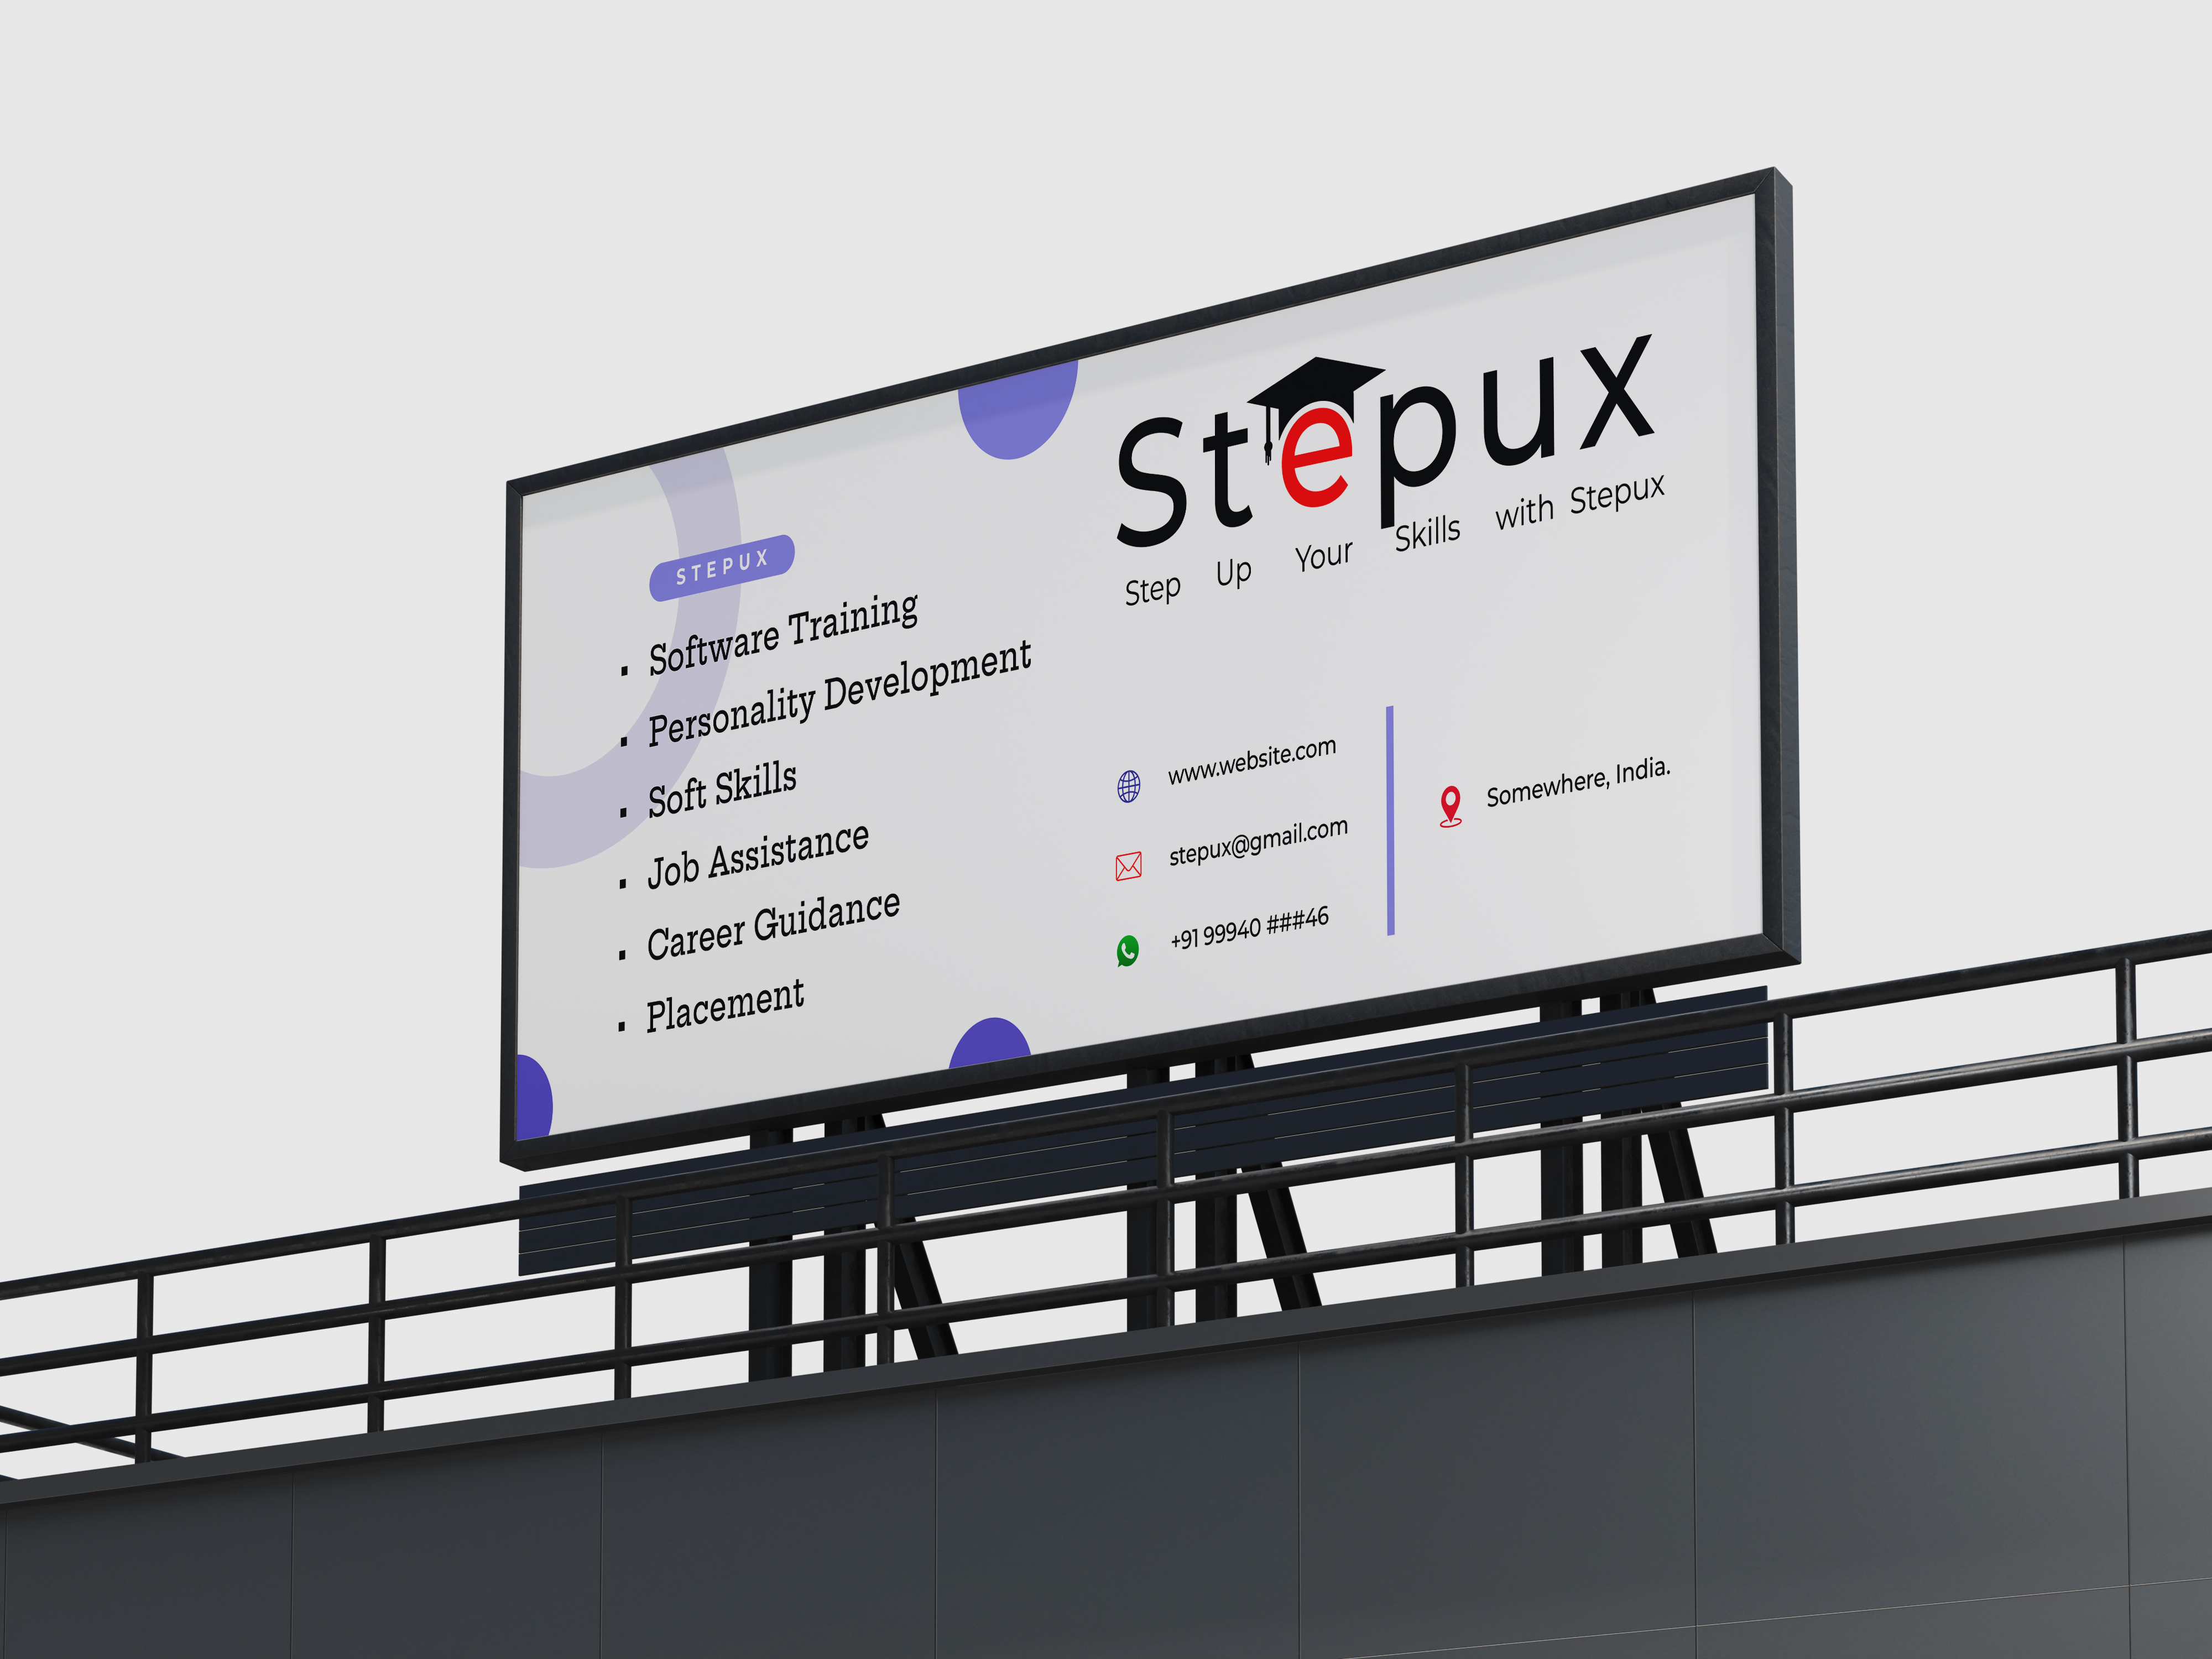 STEPUX
Software Training
Personality Development
Soft Skills
Job Assistance
Career Guidance
Placement
Stepux
Step Up Your Skills with Stepux
www.website.com
stepux@gmail.com
+91 99940 ###46
Somewhere, India.